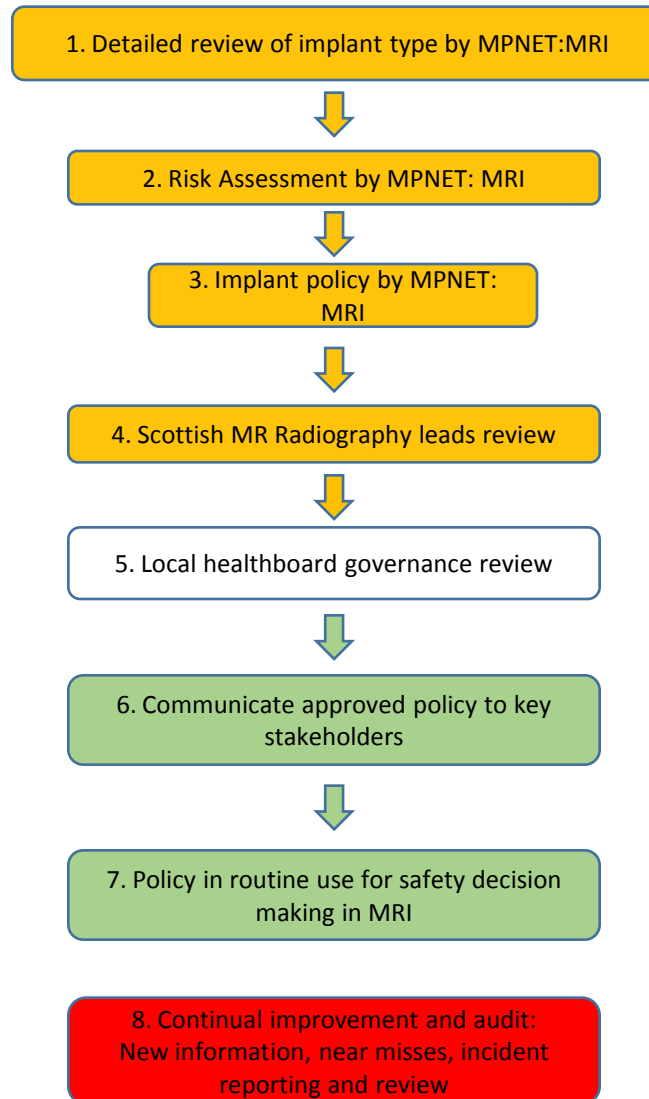 1. Detailed review of implant type by MPNET:MRI
2. Risk Assessment by MPNET: MRI
3. Implant policy by MPNET:
MRI
4. Scottish MR Radiography leads review
5. Local healthboard governance review
6. Communicate approved policy to key
stakeholders
7. Policy in routine use for safety decision
making in MRI
8. Continual improvement and audit:
New information, near misses, incident
reporting and review